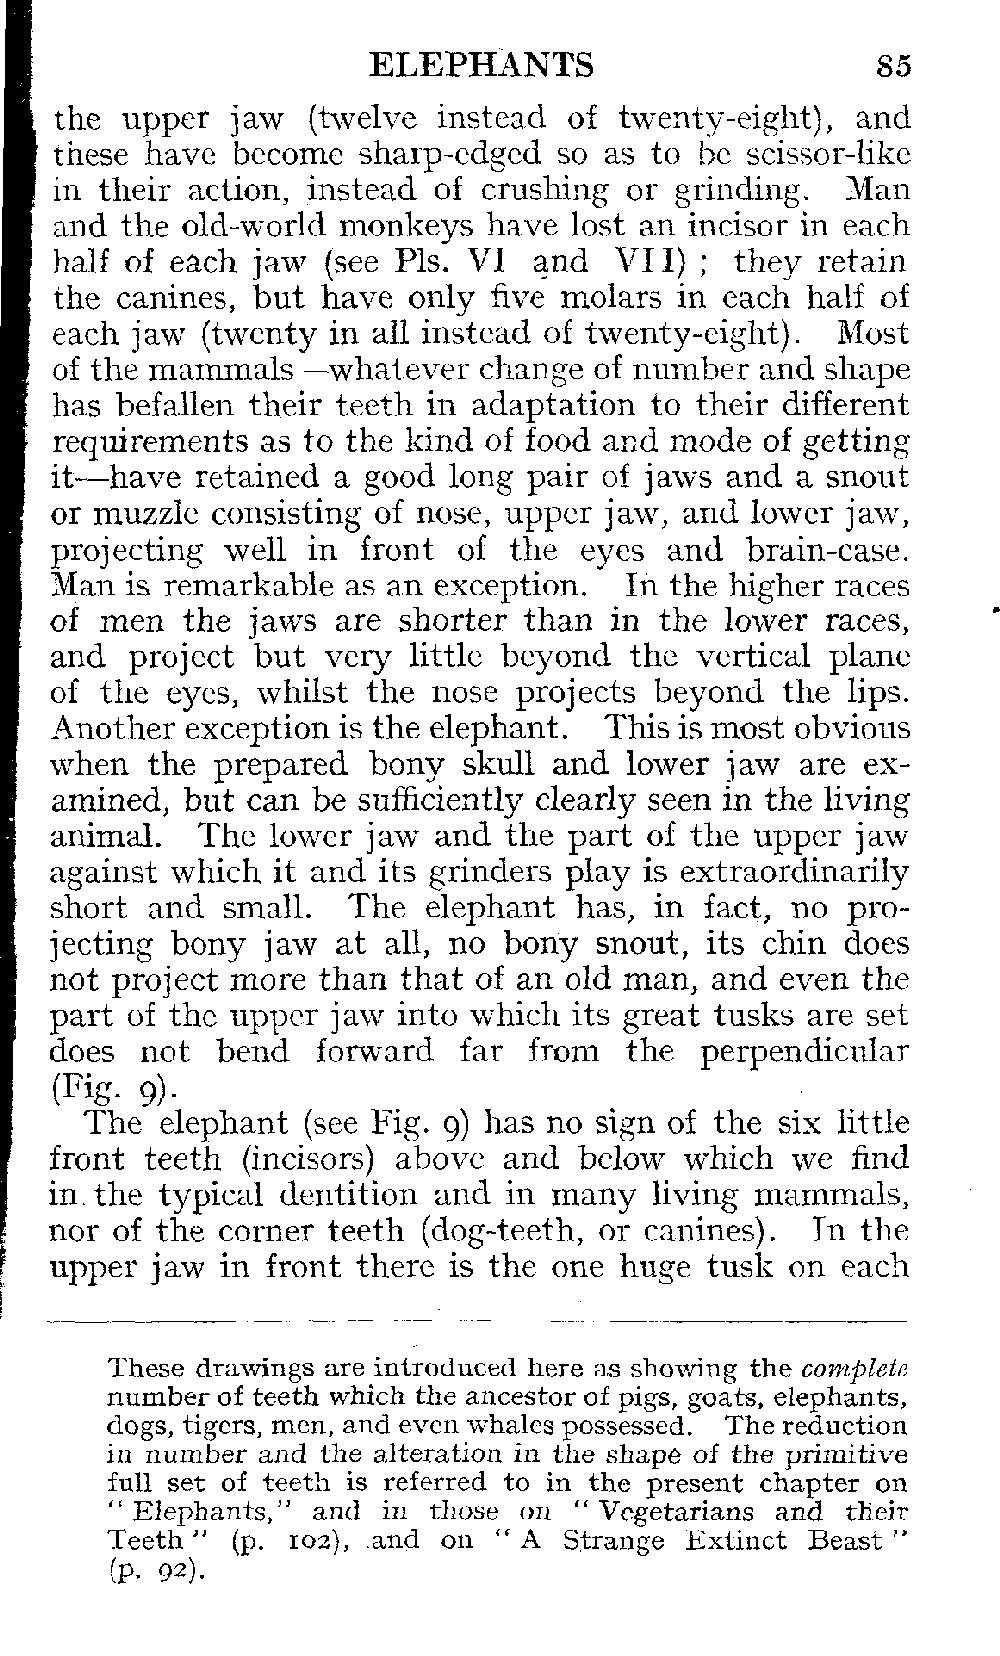 ELEPHANTS 85
the upper jaw (twelve instead of twenty-eight), and
these have become sharp-edged so as to be scissor-like
in their action, instead of crushing or grinding. Man
and the old-world monkeys have lost an incisor in each
half of each jaw (see Pls. VI and VII) ; they retain
the canines, but have only five molars in each half of
each jaw (twenty in all instead of twenty-eight). Most
of the mammals —whatever change of number and shape
has befallen their teeth in adaptation to their different
requirements as to the kind of food and mode of getting
it—have retained a good long pair of jaws and a snout
or muzzle consisting of nose, upper jaw, and lower jaw,
projecting well in front of the eyes and brain-case.
Man is remarkable as an exception. In the higher races
of men the jaws are shorter than in the lower races,
and project but very little beyond the vertical plane
of the eyes, whilst the nose projects beyond the lips.
Another exception is the elephant. This is most obvious
when the prepared bony skull and lower jaw are ex-
amined, but can be sufficiently clearly seen in the living
animal. The lower jaw and the part of the upper jaw
against which it and its grinders play is extraordinarily
short and small. The elephant has, in fact, no pro-
jecting bony jaw at all, no bony snout, its chin does
not project more than that of an old man, and even the
part of the upper jaw into which its great tusks are set
does not bend forward far from the perpendicular
(Fig. 9).
The elephant (see Fig. 9) has no sign of the six little
front teeth (incisors) above and below which we find
in the typical dentition and in many living mammals,
nor of the corner teeth (dog-teeth, or canines). In the
upper jaw in front there is the one huge tusk on each
These drawings are introduced here as showing the complete
number of teeth which the ancestor of pigs, goats, elephants,
dogs, tigers, men, and even whales possessed. The reduction
in number and the alteration in the shape of the primitive
full set of teeth is referred to in the present chapter on
" Elephants," and in those on " Vegetarians and their
Teeth " (p. 102), and on " A Strange Extinct Beast "
(p. 92).